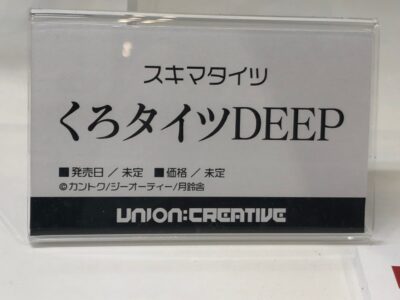 スキマタイツ
くろタイツDEEP
■発売日／未定 ■価格／未定
©カントク/ジーオーティー/月鈴舎
UNION:CREATIVE